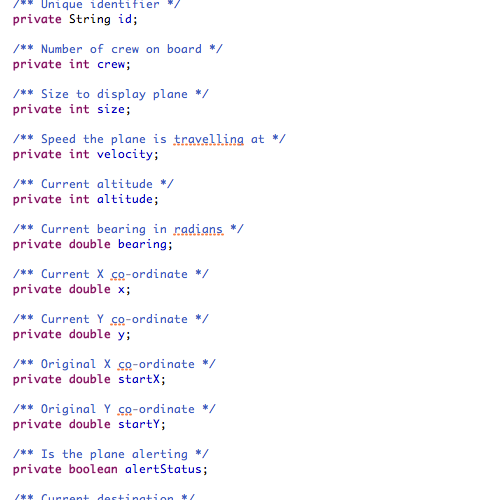 /** Unique identifier */
private String id;
/** Number of crew on board */
private int crew;
/** Size to display plane */
private int size;
/** Speed the plane is travelling at */
private int velocity;
/** Current altitude */
private int altitude;
/** Current bearing in radians */
private double bearing;
/** Current X co-ordinate */
private double x;
/** Current Y co-ordinate */
private double y;
/** Original X co-ordinate */
private double startX;
/** Original Y co-ordinate */
private double startY;
/** Is the plane alerting */
private boolean alertStatus;
/** Current destination */